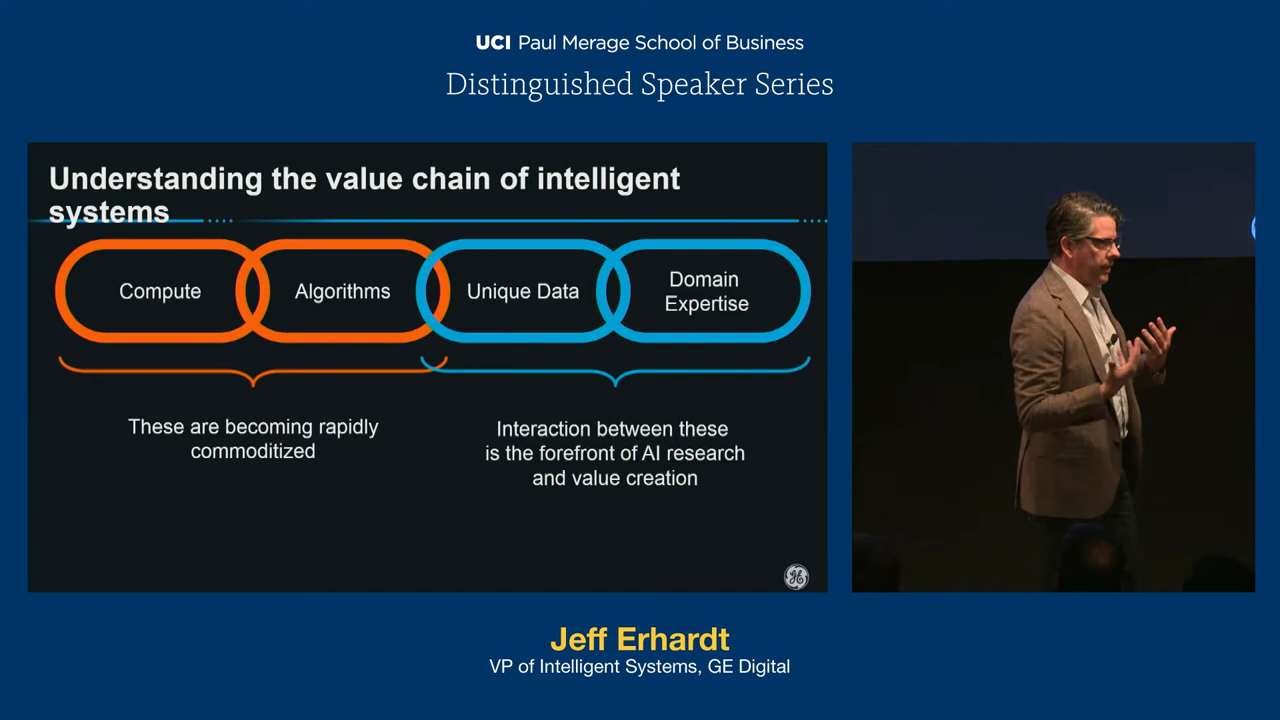 UCI Paul Merage School of Business
Distinguished Speaker Series
Understanding the value chain of intelligent
systems
Compute
Algorithms
Unique Data
Domain
Expertise
These are becoming rapidly
commoditized
Interaction between these
is the forefront of AI research
and value creation
GE
Jeff Erhardt
VP of Intelligent Systems, GE Digital